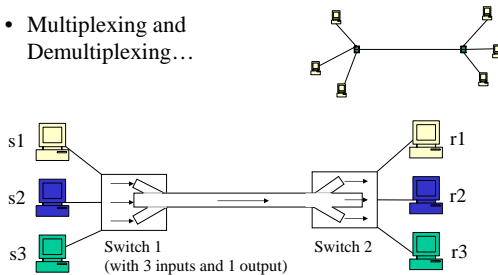 • Multiplexing and
Demultiplexing…
s1
r1
s2
r2
s3
r3
Switch 1
(with 3 inputs and 1 output)
Switch 2